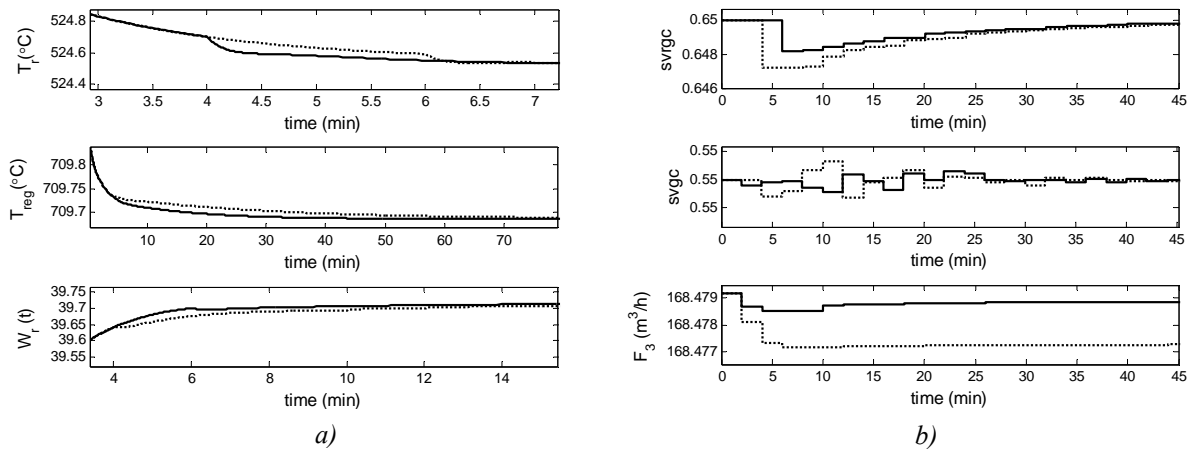 524.8
524.6
524.4
T_r(°C)
3 3.5 4 4.5 5 5.5 6 6.5 7
time (min)
709.8
709.75
709.7
T_reg(°C)
10 20 30 40 50 60 70
time (min)
39.75
39.7
39.65
39.6
39.55
W_r (t)
4 6 8 10 12 14
time (min)
a)
0.65
0.648
0.646
svrgc
0 5 10 15 20 25 30 35 40 45
time (min)
0.55
0.55
0.55
svgc
0 5 10 15 20 25 30 35 40 45
time (min)
168.479
168.478
168.477
F_3 (m^3/h)
0 5 10 15 20 25 30 35 40 45
time (min)
b)